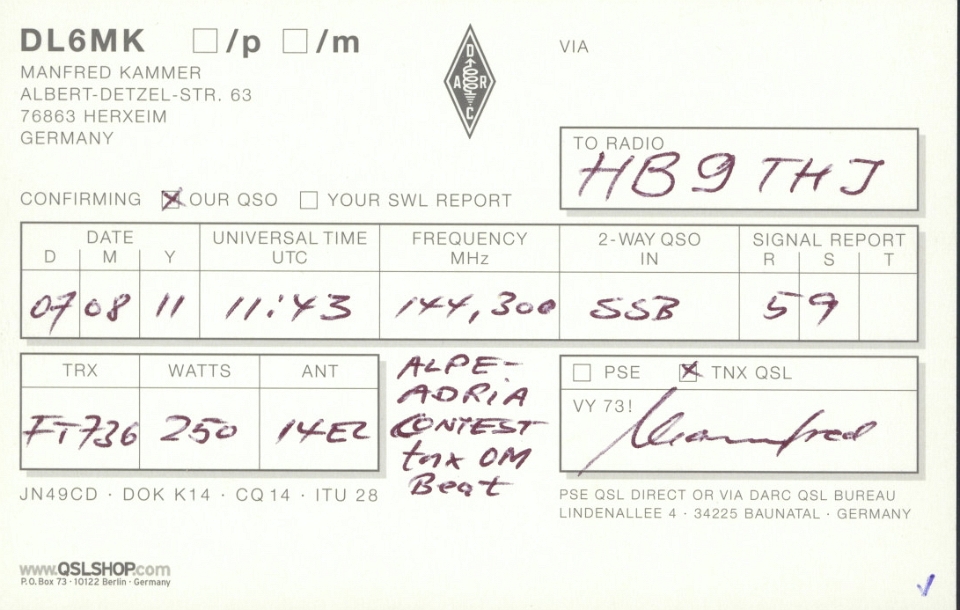 DL6MK □/p □/m
MANFRED KAMMER
ALBERT-DETZEL-STR. 63
76863 HERXEIM
GERMANY
DARC
VIA
TO RADIO
HB9THJ
CONFIRMING ☒ OUR QSO □ YOUR SWL REPORT
DATE UNIVERSAL TIME FREQUENCY 2-WAY QSO SIGNAL REPORT
D M Y UTC MHz IN R S T
07 08 11 11:43 144,300 SSB 5 9
TRX WATTS ANT
FT736 250 14EL
ALPE-
ADRIA
CONTEST
tnx OM
Beat
□ PSE ☒ TNX QSL
VY 73!
Manfred
JN49CD · DOK K14 · CQ 14 · ITU 28
PSE QSL DIRECT OR VIA DARC QSL BUREAU
LINDENALLEE 4 · 34225 BAUNATAL · GERMANY
www.QSLSHOP.com
P.O. Box 73 · 10122 Berlin · Germany